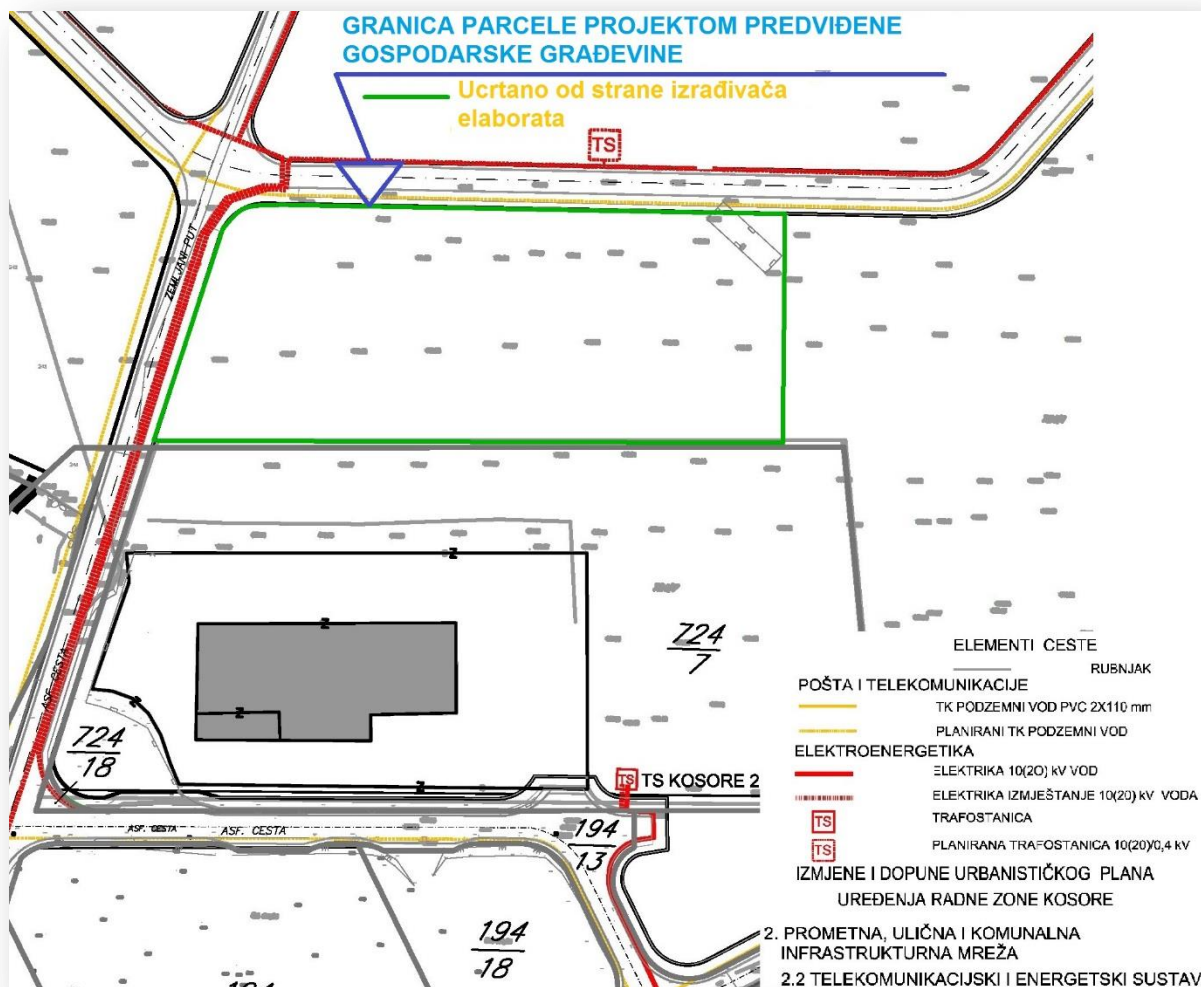 GRANICA PARCELE PROJEKTOM PREDVIĐENE
GOSPODARSKE GRAĐEVINE
Ucrtano od strane izrađivača
elaborata
TS
ZEMLJANI PUT
ASF. CESTA
724
7
724
18
TS
TS KOSORE 2
ASF. CESTA
ASF. CESTA
194
13
194
18
ELEMENTI CESTE
RUBNJAK
POŠTA I TELEKOMUNIKACIJE
TK PODZEMNI VOD PVC 2X110 mm
PLANIRANI TK PODZEMNI VOD
ELEKTROENERGETIKA
ELEKTRIKA 10(20) kV VOD
ELEKTRIKA IZMJEŠTANJE 10(20) kV VODA
TS
TRAFOSTANICA
TS
PLANIRANA TRAFOSTANICA 10(20)/0,4 kV
IZMJENE I DOPUNE URBANISTIČKOG PLANA
UREĐENJA RADNE ZONE KOSORE
2. PROMETNA, ULIČNA I KOMUNALNA
INFRASTRUKTURNA MREŽA
2.2 TELEKOMUNIKACIJSKI I ENERGETSKI SUSTAV